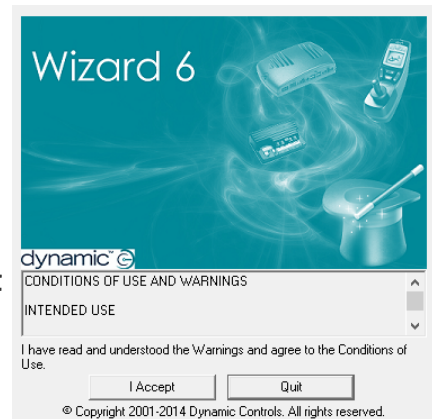 Wizard 6
dynamic™
CONDITIONS OF USE AND WARNINGS
INTENDED USE
I have read and understood the Warnings and agree to the Conditions of
Use.
I Accept
Quit
© Copyright 2001-2014 Dynamic Controls. All rights reserved.